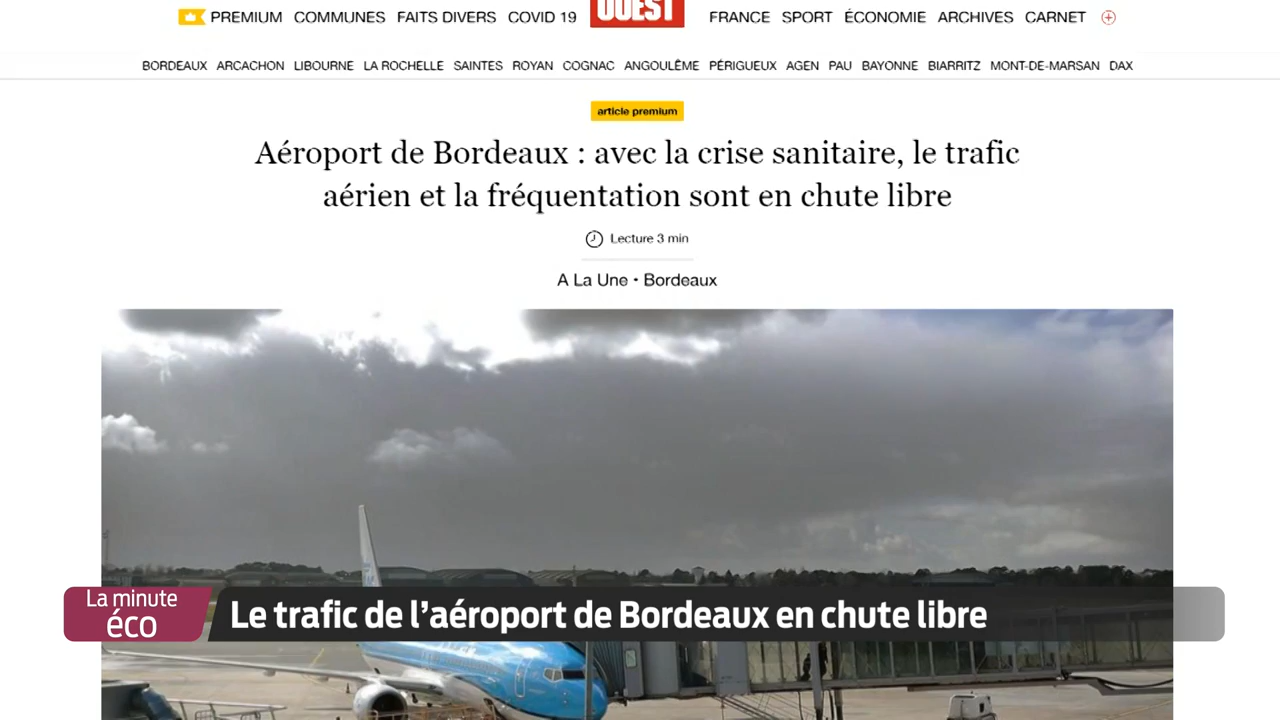 PREMIUM COMMUNES FAITS DIVERS COVID 19 OUEST FRANCE SPORT ÉCONOMIE ARCHIVES CARNET
BORDEAUX ARCACHON LIBOURNE LA ROCHELLE SAINTES ROYAN COGNAC ANGOULÊME PÉRIGUEUX AGEN PAU BAYONNE BIARRITZ MONT-DE-MARSAN DAX
article premium
Aéroport de Bordeaux : avec la crise sanitaire, le trafic
aérien et la fréquentation sont en chute libre
Lecture 3 min
A La Une • Bordeaux
La minute
éco
Le trafic de l'aéroport de Bordeaux en chute libre